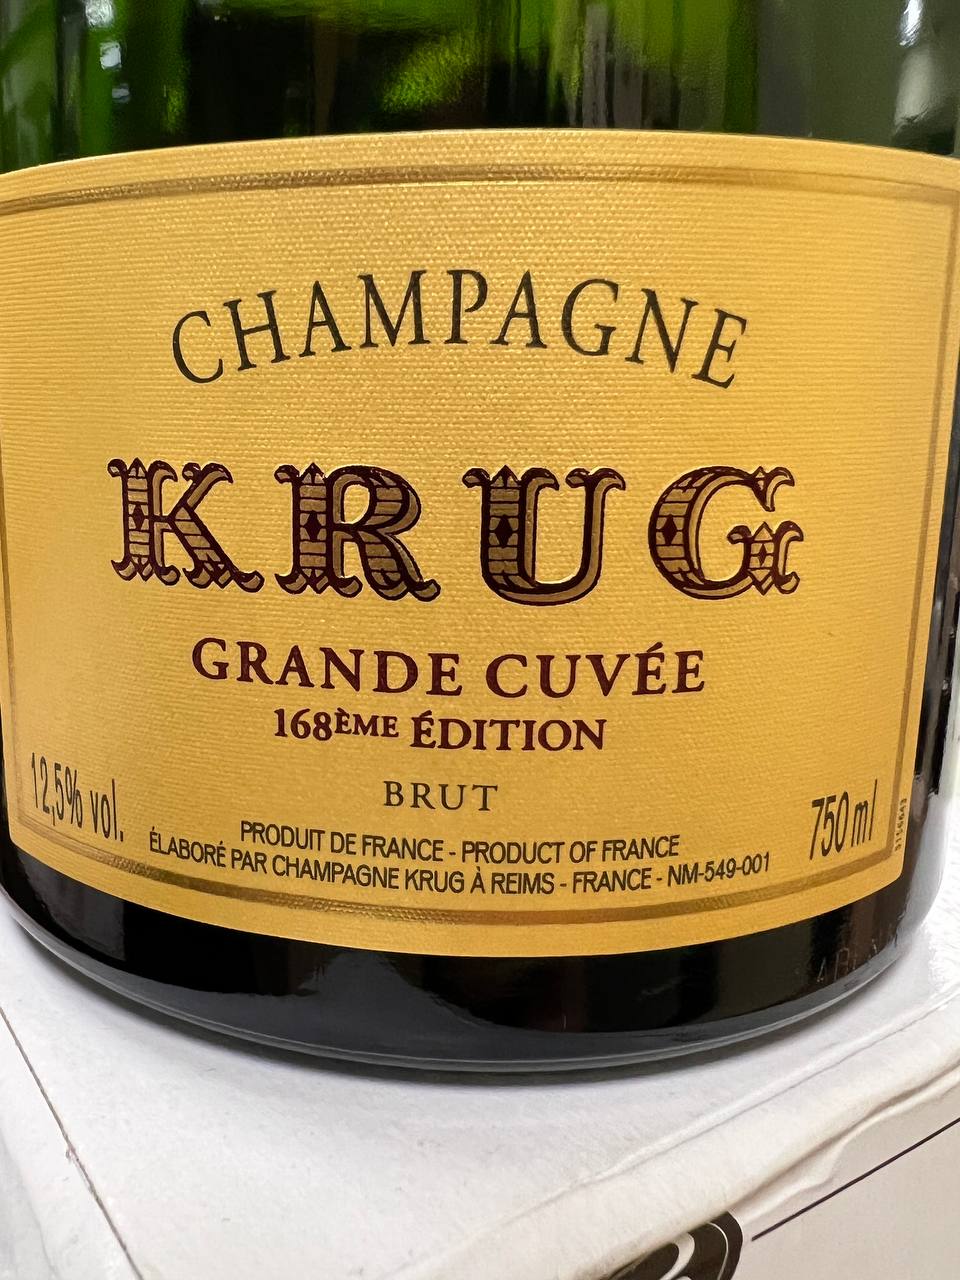 CHAMPAGNE
KRUG
GRANDE CUVÉE
168ÈME ÉDITION
BRUT
12,5% vol.
750 ml
PRODUIT DE FRANCE - PRODUCT OF FRANCE
ÉLABORÉ PAR CHAMPAGNE KRUG À REIMS - FRANCE - NM-549-001